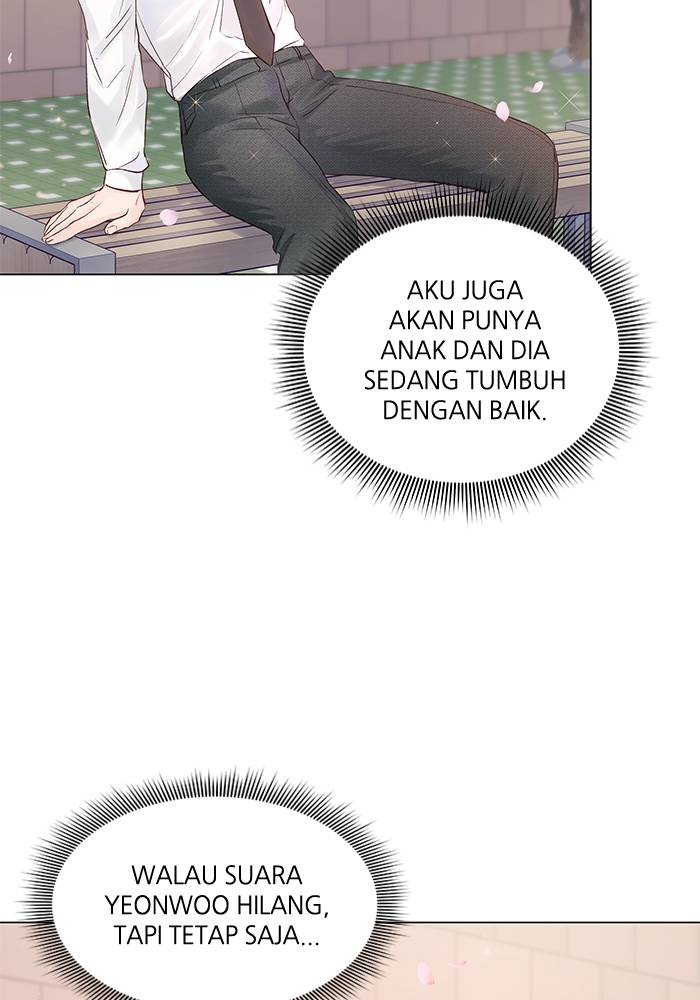 AKU JUGA
AKAN PUNYA
ANAK DAN DIA
SEDANG TUMBUH
DENGAN BAIK.
WALAU SUARA
YEONWOO HILANG,
TAPI TETAP SAJA...